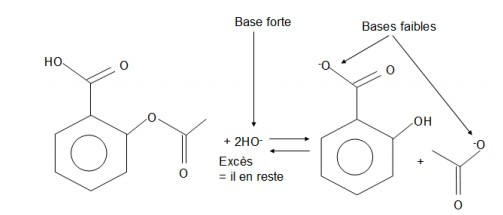 Base forte
Bases faibles
HO
O
O
O
+ 2HO-
Excès
= il en reste
-O
O
OH
+
-O
O